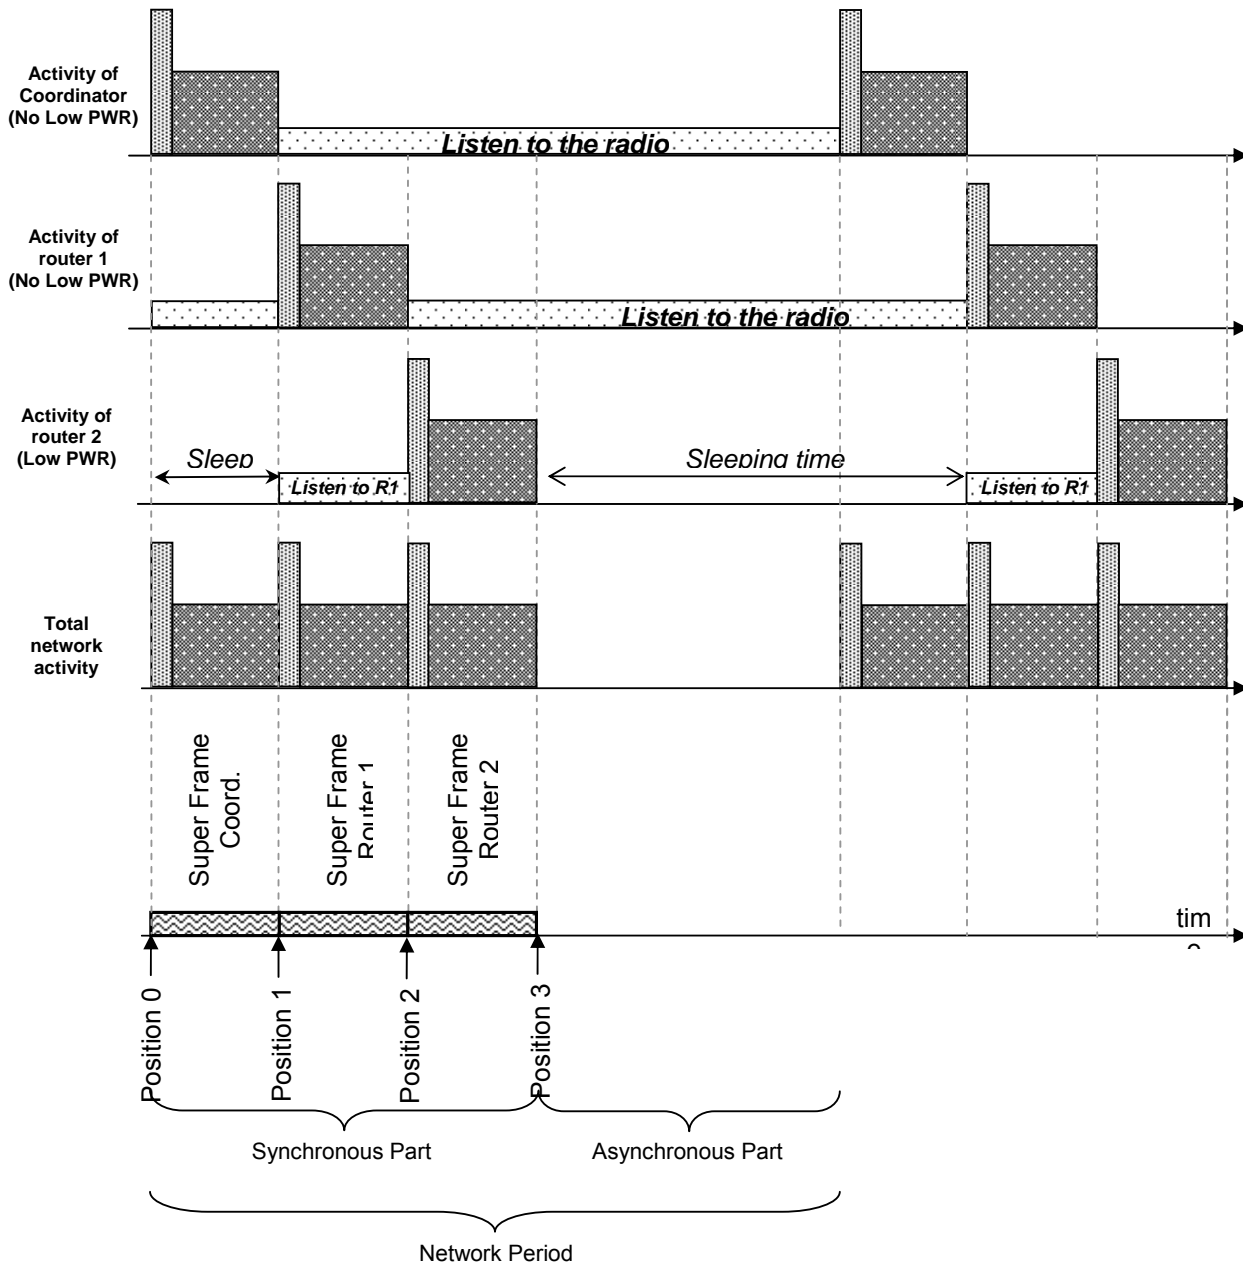 Activity of
Coordinator
(No Low PWR)
Listen to the radio
Activity of
router 1
(No Low PWR)
Listen to the radio
Activity of
router 2
(Low PWR)
Sleep
Listen to R1
Sleeping time
Listen to R1
Total
network
activity
Super Frame
Coord.
Super Frame
Router 1
Super Frame
Router 2
tim
Position 0
Position 1
Position 2
Position 3
Synchronous Part
Asynchronous Part
Network Period